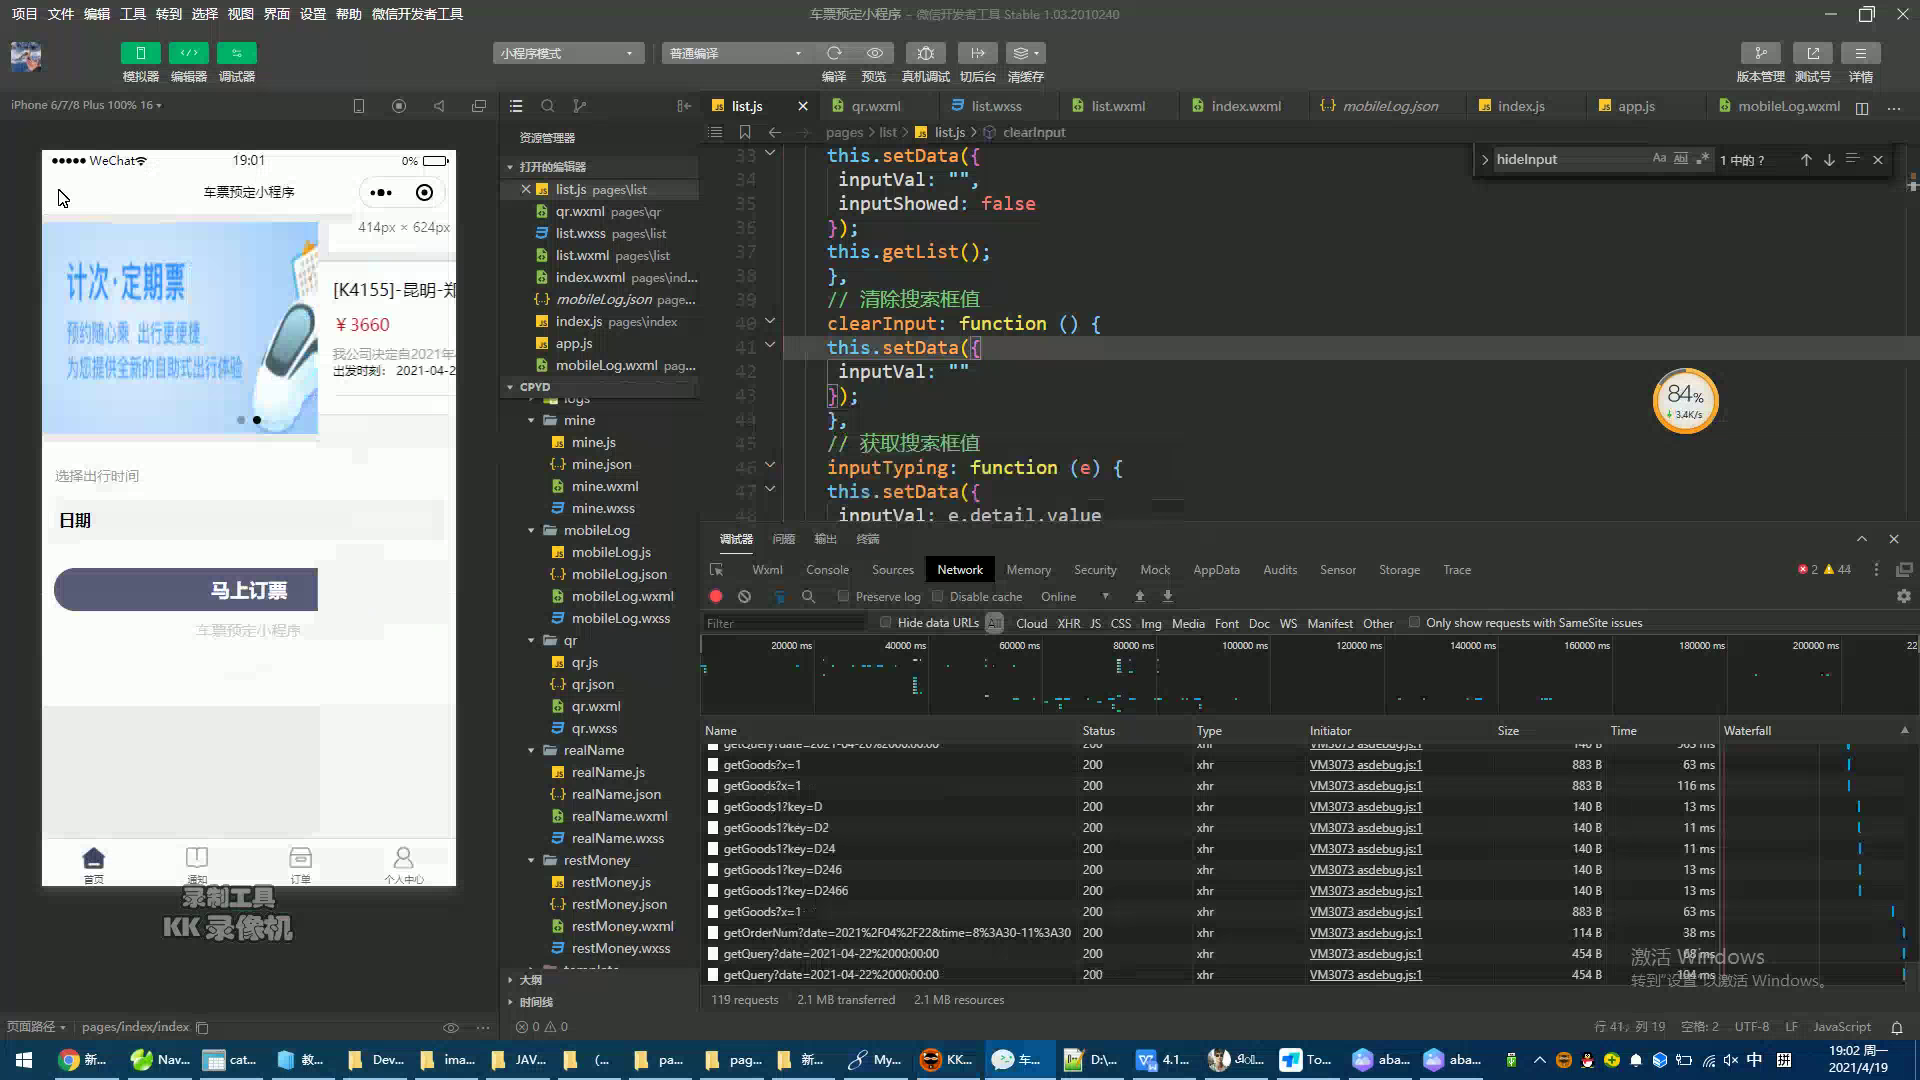 项目 文件 编辑 工具 转到 选择 视图 界面 设置 帮助 微信开发者工具
车票预定小程序 - 微信开发者工具 Stable 1.03.2010240
小程序模式
普通编译
模拟器 编辑器 调试器
编译 预览 真机调试 切后台 清缓存
版本管理 测试号 详情
iPhone 6/7/8 Plus 100% 16
WeChat
19:01
0%
车票预定小程序
414px × 624px
计次·定期票
预约随心乘 出行更便捷
为您提供全新的自助式出行体验
[K4155]-昆明-郑
￥3660
我公司决定自2021年4
出发时刻： 2021-04-2
选择出行时间
日期
马上订票
车票预定小程序
首页
通知
订单
个人中心
录制工具
KK 录像机
页面路径
pages/index/index
资源管理器
打开的编辑器
list.js pages\list
qr.wxml pages\qr
list.wxss pages\list
list.wxml pages\list
index.wxml pages\ind...
mobileLog.json page...
index.js pages\index
app.js
mobileLog.wxml pag...
CPYD
logs
mine
mine.js
mine.json
mine.wxml
mine.wxss
mobileLog
mobileLog.js
mobileLog.json
mobileLog.wxml
mobileLog.wxss
qr
qr.js
qr.json
qr.wxml
qr.wxss
realName
realName.js
realName.json
realName.wxml
realName.wxss
restMoney
restMoney.js
restMoney.json
restMoney.wxml
restMoney.wxss
大纲
时间线
0 0
list.js qr.wxml list.wxss list.wxml index.wxml mobileLog.json index.js app.js mobileLog.wxml
pages > list > list.js > clearInput
hideInput
Aa Abl .*
1 中的 ?
33 this.setData({
34 inputVal: "",
35 inputShowed: false
36 });
37 this.getList();
38 },
39 // 清除搜索框值
40 clearInput: function () {
41 this.setData({
42 inputVal: ""
43 });
44 },
45 // 获取搜索框值
46 inputTyping: function (e) {
47 this.setData({
48 inputVal: e.detail.value
84%
3.4K/s
调试器 问题 输出 终端
Wxml Console Sources Network Memory Security Mock AppData Audits Sensor Storage Trace
2 44
Preserve log Disable cache Online
Filter
Hide data URLs All Cloud XHR JS CSS Img Media Font Doc WS Manifest Other Only show requests with SameSite issues
20000 ms 40000 ms 60000 ms 80000 ms 100000 ms 120000 ms 140000 ms 160000 ms 180000 ms 200000 ms 22
Name Status Type Initiator Size Time Waterfall
getGoods?x=1 200 xhr VM3073 asdebug.js:1 883 B 63 ms
getGoods?x=1 200 xhr VM3073 asdebug.js:1 883 B 116 ms
getGoods1?key=D 200 xhr VM3073 asdebug.js:1 140 B 13 ms
getGoods1?key=D2 200 xhr VM3073 asdebug.js:1 140 B 11 ms
getGoods1?key=D24 200 xhr VM3073 asdebug.js:1 140 B 11 ms
getGoods1?key=D246 200 xhr VM3073 asdebug.js:1 140 B 13 ms
getGoods1?key=D2466 200 xhr VM3073 asdebug.js:1 140 B 13 ms
getGoods?x=1 200 xhr VM3073 asdebug.js:1 883 B 63 ms
getOrderNum?date=2021%2F04%2F22&time=8%3A30-11%3A30 200 xhr VM3073 asdebug.js:1 114 B 38 ms
getQuery?date=2021-04-22%2000:00:00 200 xhr VM3073 asdebug.js:1 454 B 68 ms
getQuery?date=2021-04-22%2000:00:00 200 xhr VM3073 asdebug.js:1 454 B 104 ms
激活 Windows
转到"设置"以激活 Windows。
119 requests 2.1 MB transferred 2.1 MB resources
行 41，列 19 空格: 2 UTF-8 LF JavaScript
新... Nav... cat... 教... Dev... ima... JAV... (... pa... pag... 新... My... KK... 车... D:\... 4.1... To... aba... aba...
中
拼
19:02 周一
2021/4/19